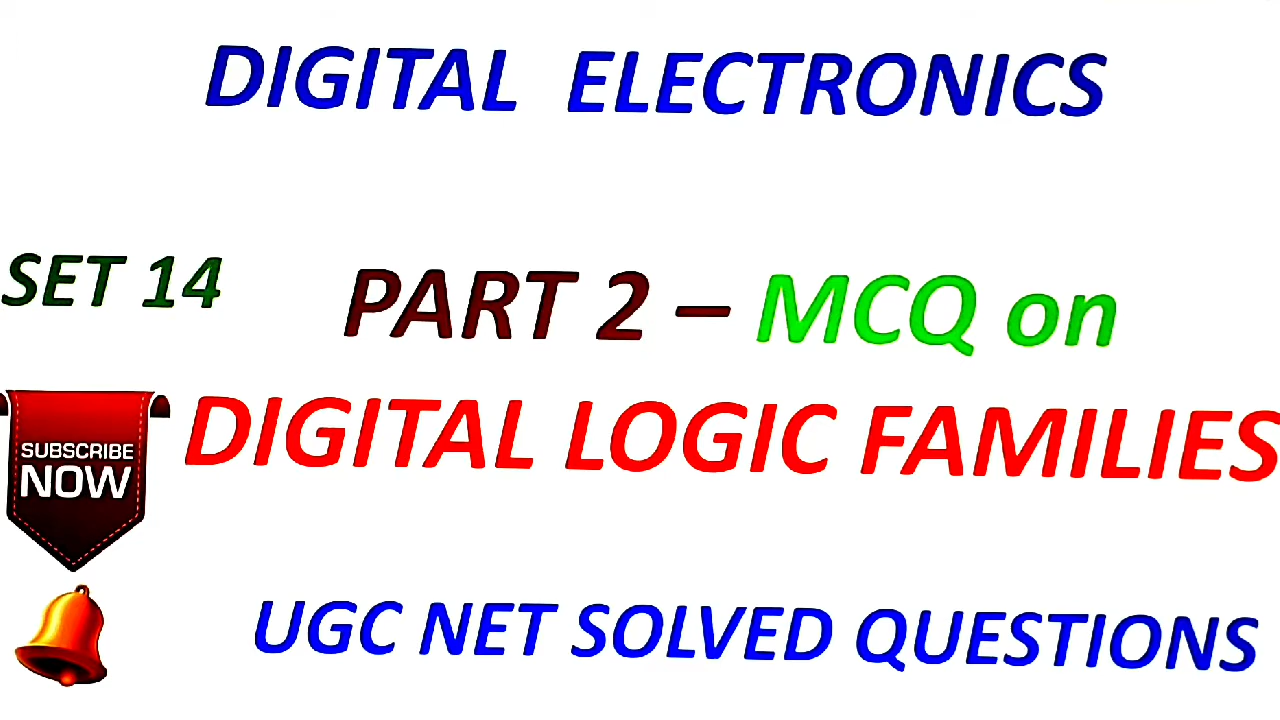 DIGITAL ELECTRONICS
SET 14
PART 2 – MCQ on
DIGITAL LOGIC FAMILIES
SUBSCRIBE
NOW
UGC NET SOLVED QUESTIONS